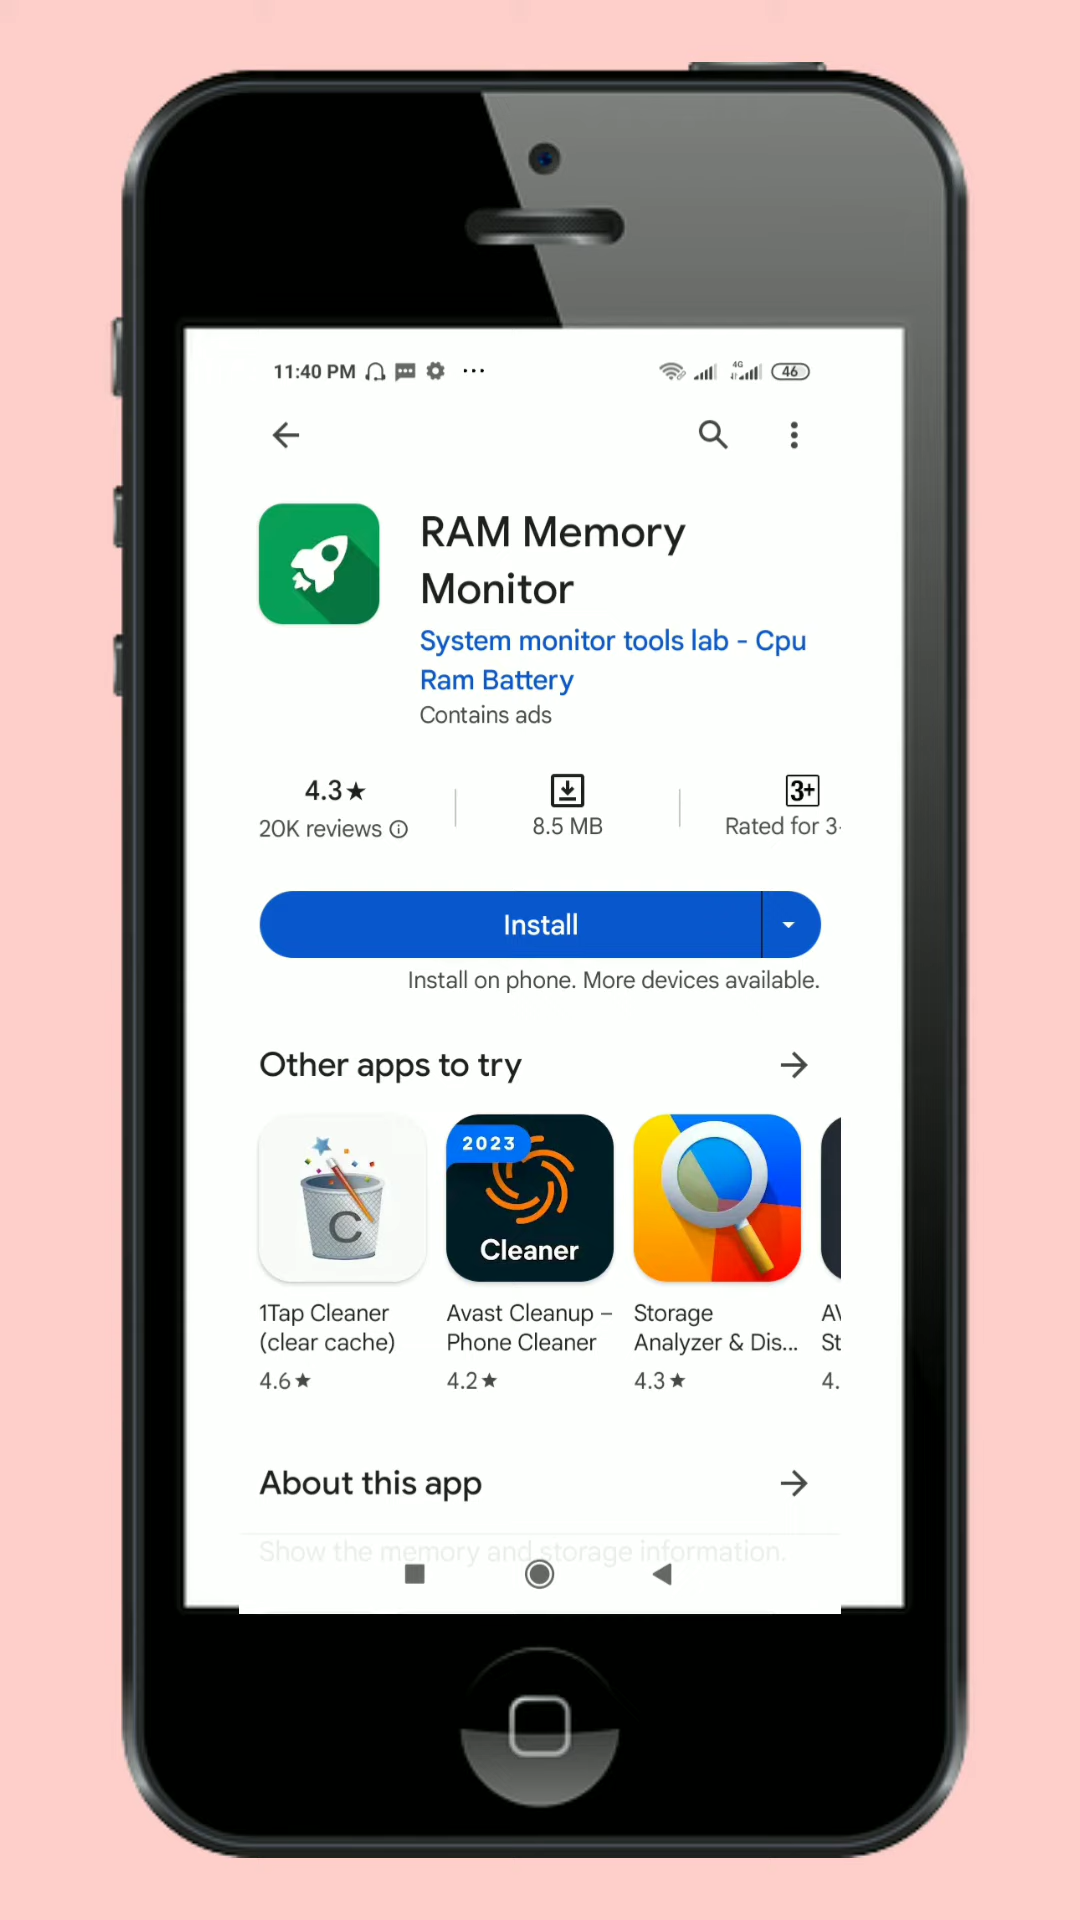 11:40 PM
4G
46
RAM Memory
Monitor
System monitor tools lab - Cpu
Ram Battery
Contains ads
4.3★
20K reviews
8.5 MB
3+
Rated for 3
Install
Install on phone. More devices available.
Other apps to try
2023
Cleaner
C
1Tap Cleaner
(clear cache)
4.6★
Avast Cleanup –
Phone Cleaner
4.2★
Storage
Analyzer & Dis...
4.3★
St
4.
About this app
Show the memory and storage information.